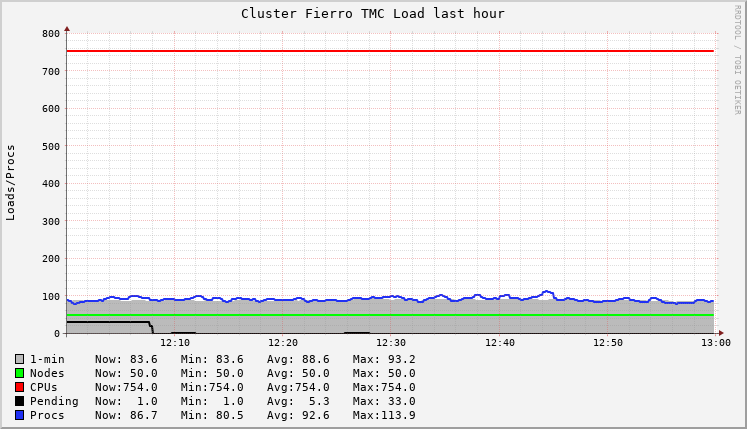 Cluster Fierro TMC Load last hour
RRDTOOL / TOBI OETIKER
Loads/Procs
800
700
600
500
400
300
200
100
0
12:10 12:20 12:30 12:40 12:50 13:00
1-min Now: 83.6 Min: 83.6 Avg: 88.6 Max: 93.2
Nodes Now: 50.0 Min: 50.0 Avg: 50.0 Max: 50.0
CPUs Now:754.0 Min:754.0 Avg:754.0 Max:754.0
Pending Now: 1.0 Min: 1.0 Avg: 5.3 Max: 33.0
Procs Now: 86.7 Min: 80.5 Avg: 92.6 Max:113.9